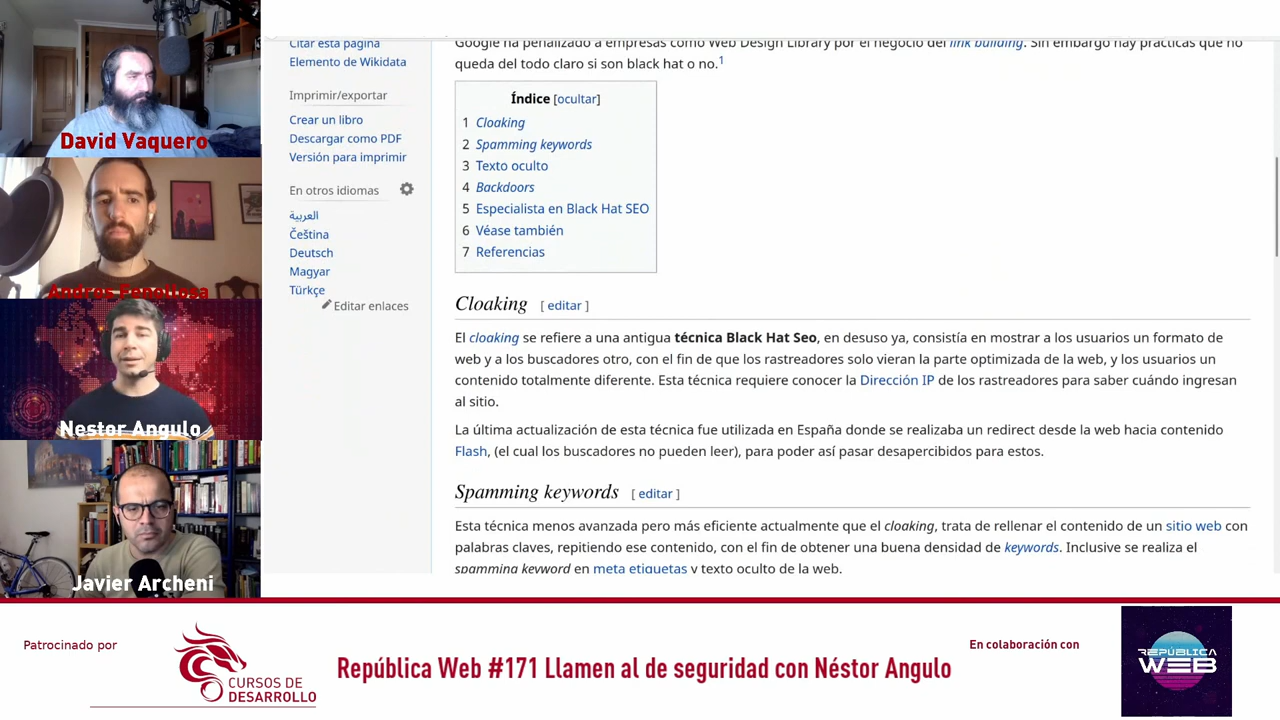 David Vaquero
Andros Fenollosa
Nestor Angulo
Javier Archeni
Citar esta página
Elemento de Wikidata
Imprimir/exportar
Crear un libro
Descargar como PDF
Versión para imprimir
En otros idiomas
العربية
Čeština
Deutsch
Magyar
Türkçe
Editar enlaces
Google ha penalizado a empresas como Web Design Library por el negocio del link building. Sin embargo hay prácticas que no
queda del todo claro si son black hat o no.1
Índice [ocultar]
1 Cloaking
2 Spamming keywords
3 Texto oculto
4 Backdoors
5 Especialista en Black Hat SEO
6 Véase también
7 Referencias
Cloaking [ editar ]
El cloaking se refiere a una antigua técnica Black Hat Seo, en desuso ya, consistía en mostrar a los usuarios un formato de
web y a los buscadores otro, con el fin de que los rastreadores solo vieran la parte optimizada de la web, y los usuarios un
contenido totalmente diferente. Esta técnica requiere conocer la Dirección IP de los rastreadores para saber cuándo ingresan
al sitio.
La última actualización de esta técnica fue utilizada en España donde se realizaba un redirect desde la web hacia contenido
Flash, (el cual los buscadores no pueden leer), para poder así pasar desapercibidos para estos.
Spamming keywords [ editar ]
Esta técnica menos avanzada pero más eficiente actualmente que el cloaking, trata de rellenar el contenido de un sitio web con
palabras claves, repitiendo ese contenido, con el fin de obtener una buena densidad de keywords. Inclusive se realiza el
spamming keyword en meta etiquetas y texto oculto de la web.
Patrocinado por
CURSOS DE
DESARROLLO
República Web #171 Llamen al de seguridad con Néstor Angulo
En colaboración con
REPÚBLICA
WEB